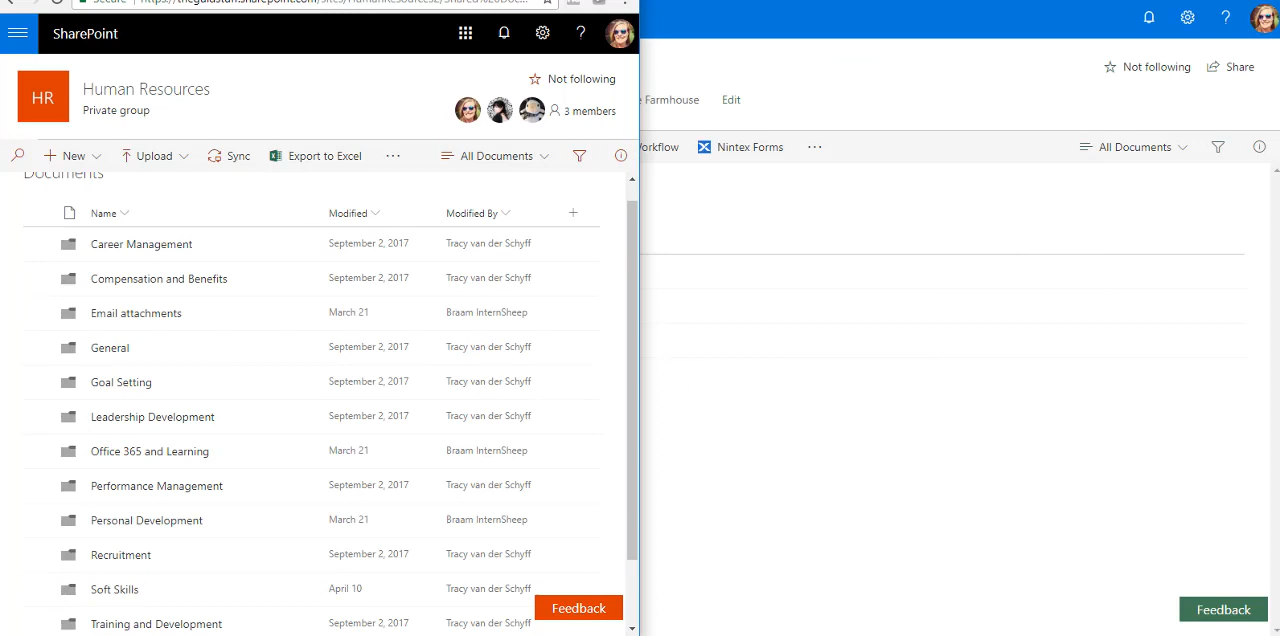 SharePoint
?
?
HR
Human Resources
Private group
Not following
3 members
Not following
Share
Farmhouse
Edit
New
Upload
Sync
Export to Excel
...
All Documents
Nintex Forms
...
All Documents
Documents
Name
Modified
Modified By
+
Career Management September 2, 2017 Tracy van der Schyff
Compensation and Benefits September 2, 2017 Tracy van der Schyff
Email attachments March 21 Braam InternSheep
General September 2, 2017 Tracy van der Schyff
Goal Setting September 2, 2017 Tracy van der Schyff
Leadership Development September 2, 2017 Tracy van der Schyff
Office 365 and Learning March 21 Braam InternSheep
Performance Management September 2, 2017 Tracy van der Schyff
Personal Development March 21 Braam InternSheep
Recruitment September 2, 2017 Tracy van der Schyff
Soft Skills April 10 Tracy van der Schyff
Training and Development September 2, 2017 Tracy van der Schyff
Feedback
Feedback